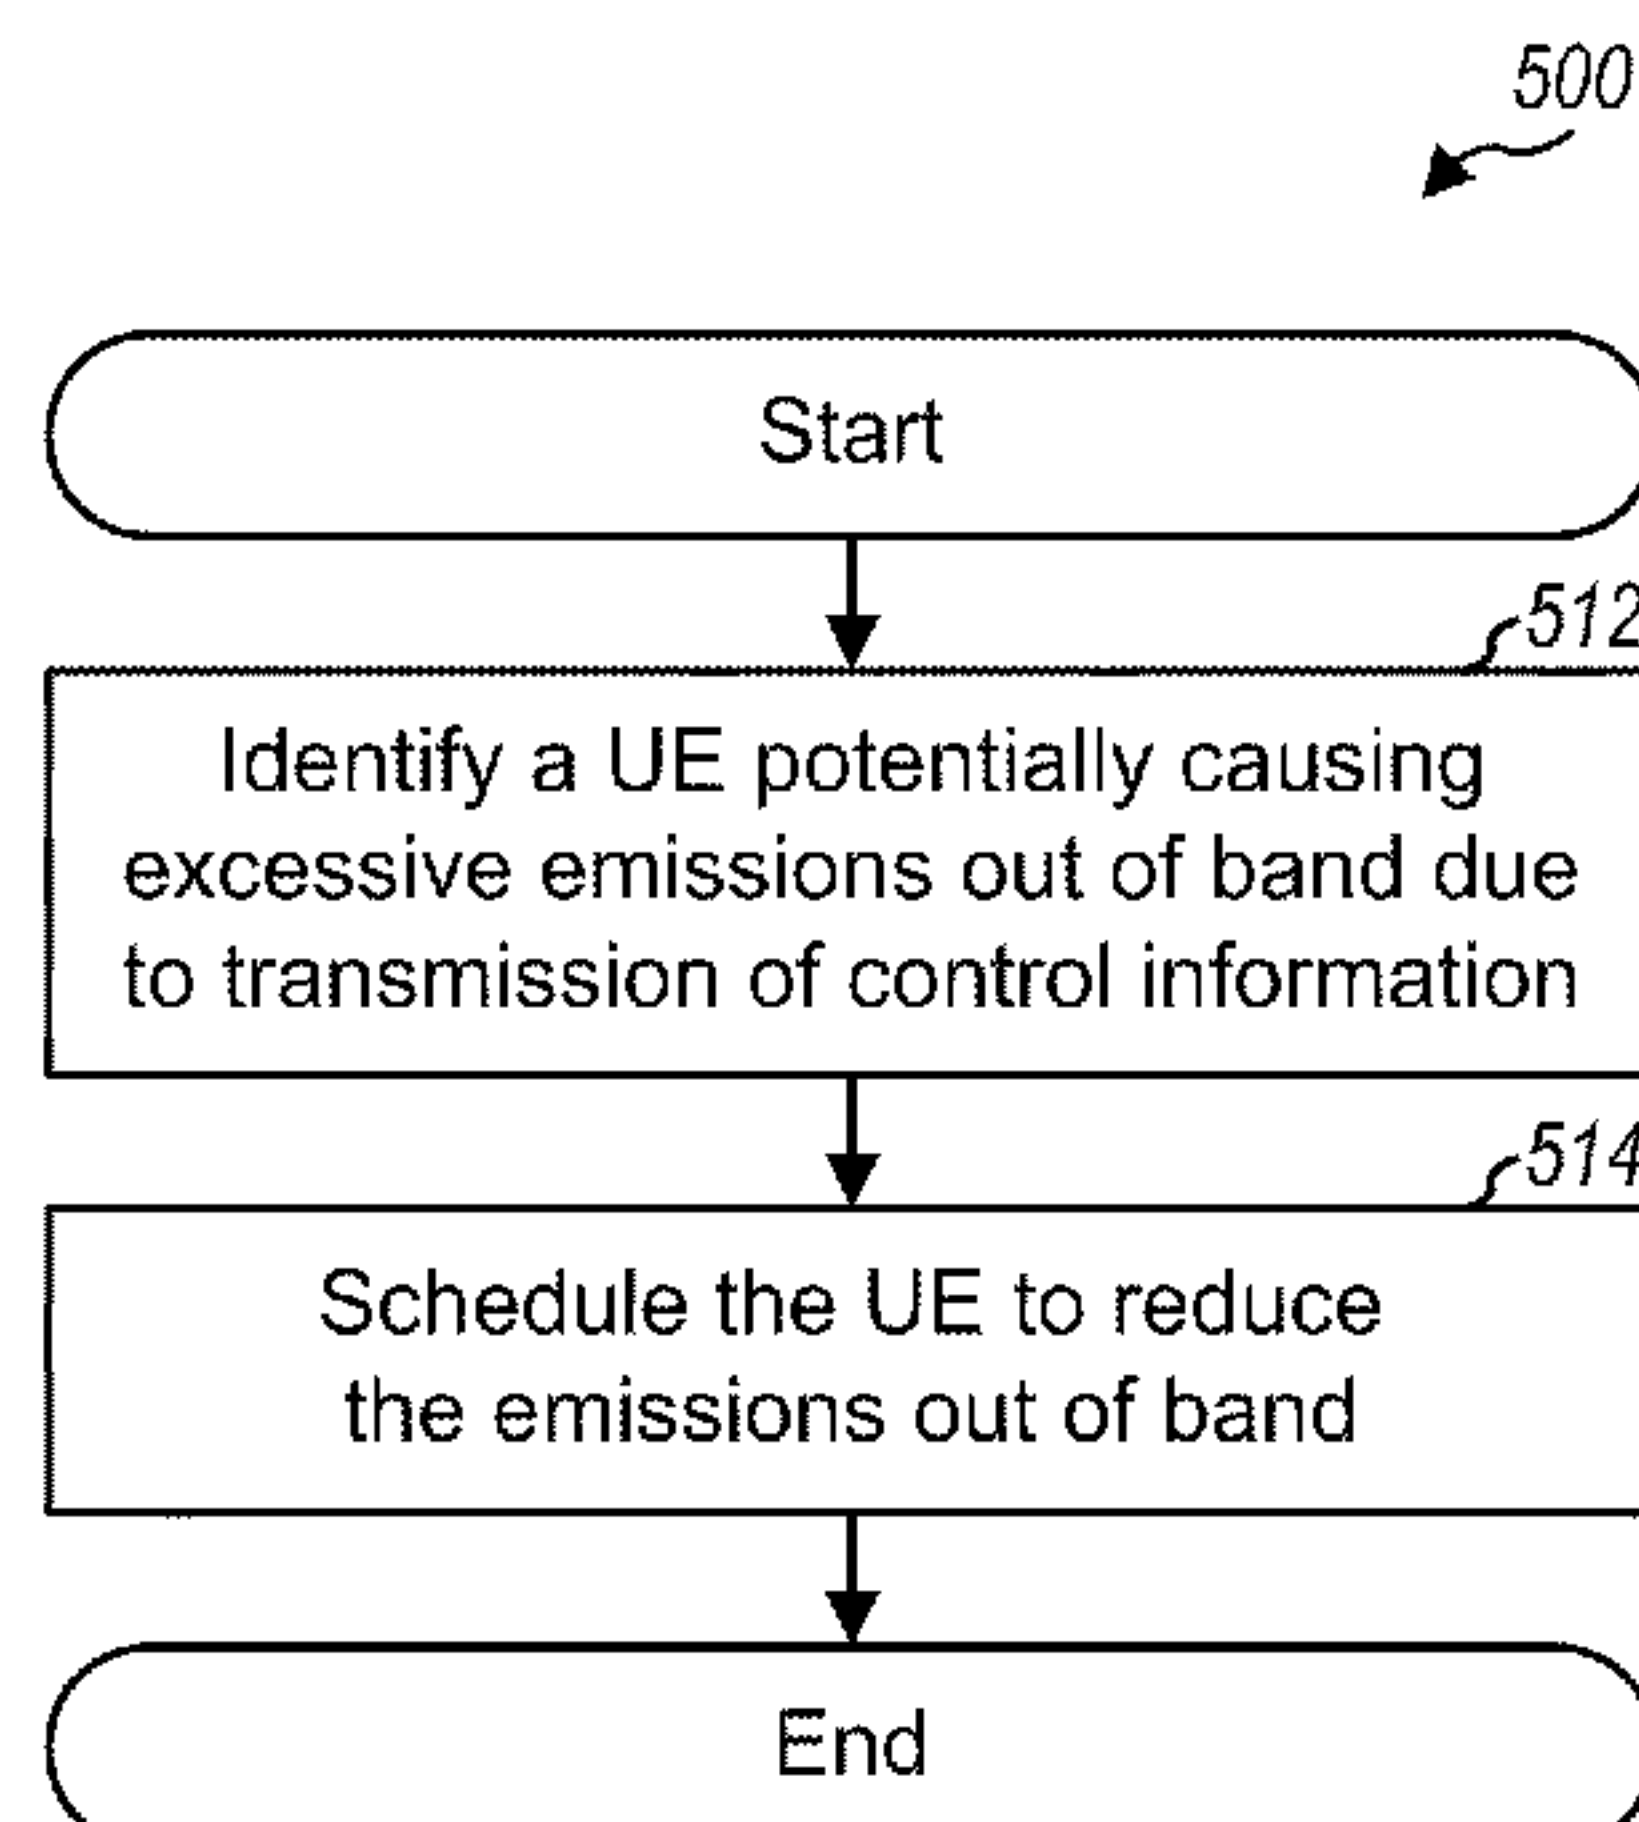 500
Start
512
Identify a UE potentially causing
excessive emissions out of band due
to transmission of control information
514
Schedule the UE to reduce
the emissions out of band
End